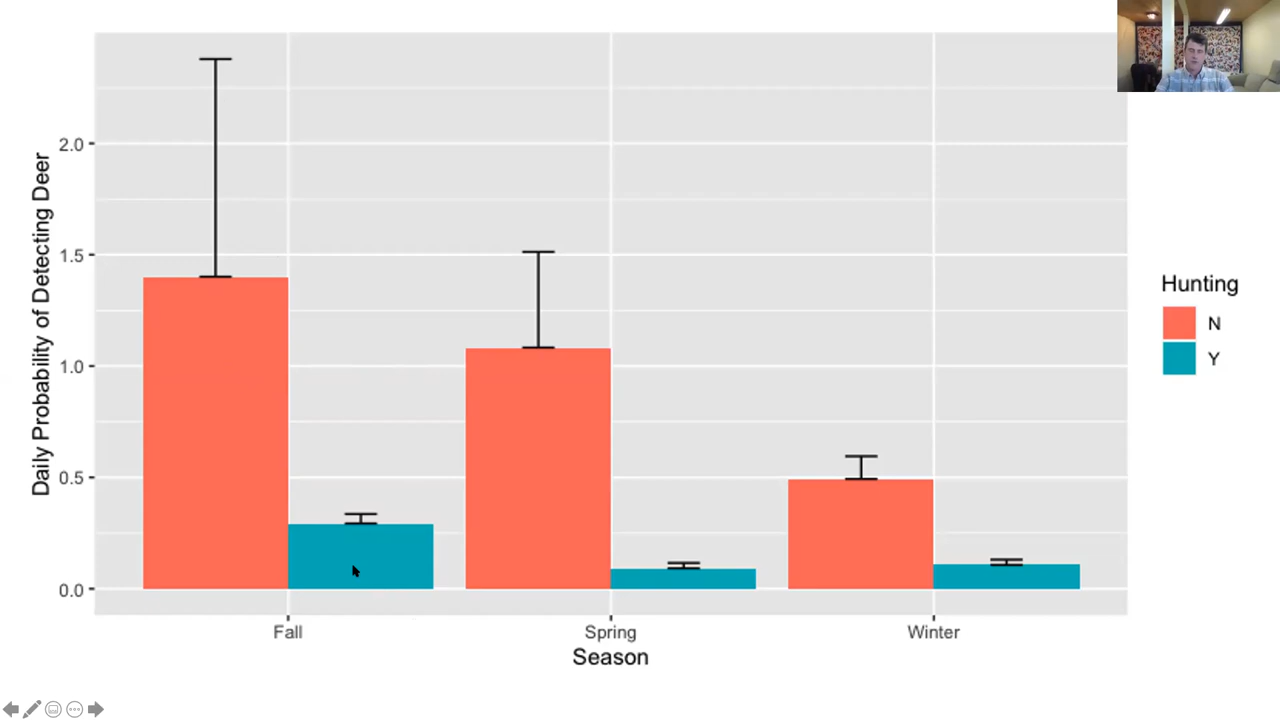 Daily Probability of Detecting Deer
2.0
1.5
1.0
0.5
0.0
Fall
Spring
Winter
Season
Hunting
N
Y